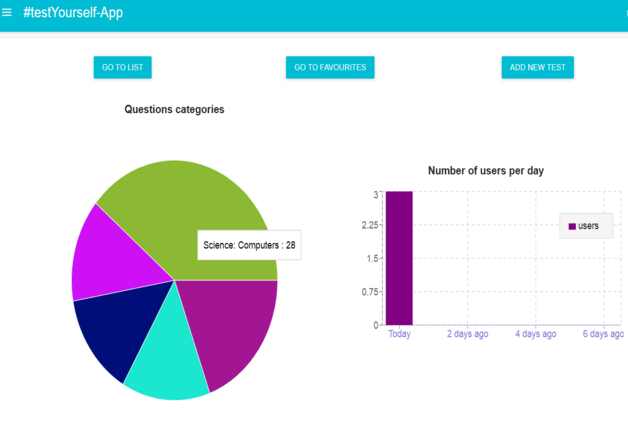 #testYourself-App
GO TO LIST
GO TO FAVOURITES
ADD NEW TEST
Questions categories
Science: Computers : 28
Number of users per day
3
2.25
1.5
0.75
0
users
Today
2 days ago
4 days ago
6 days ago